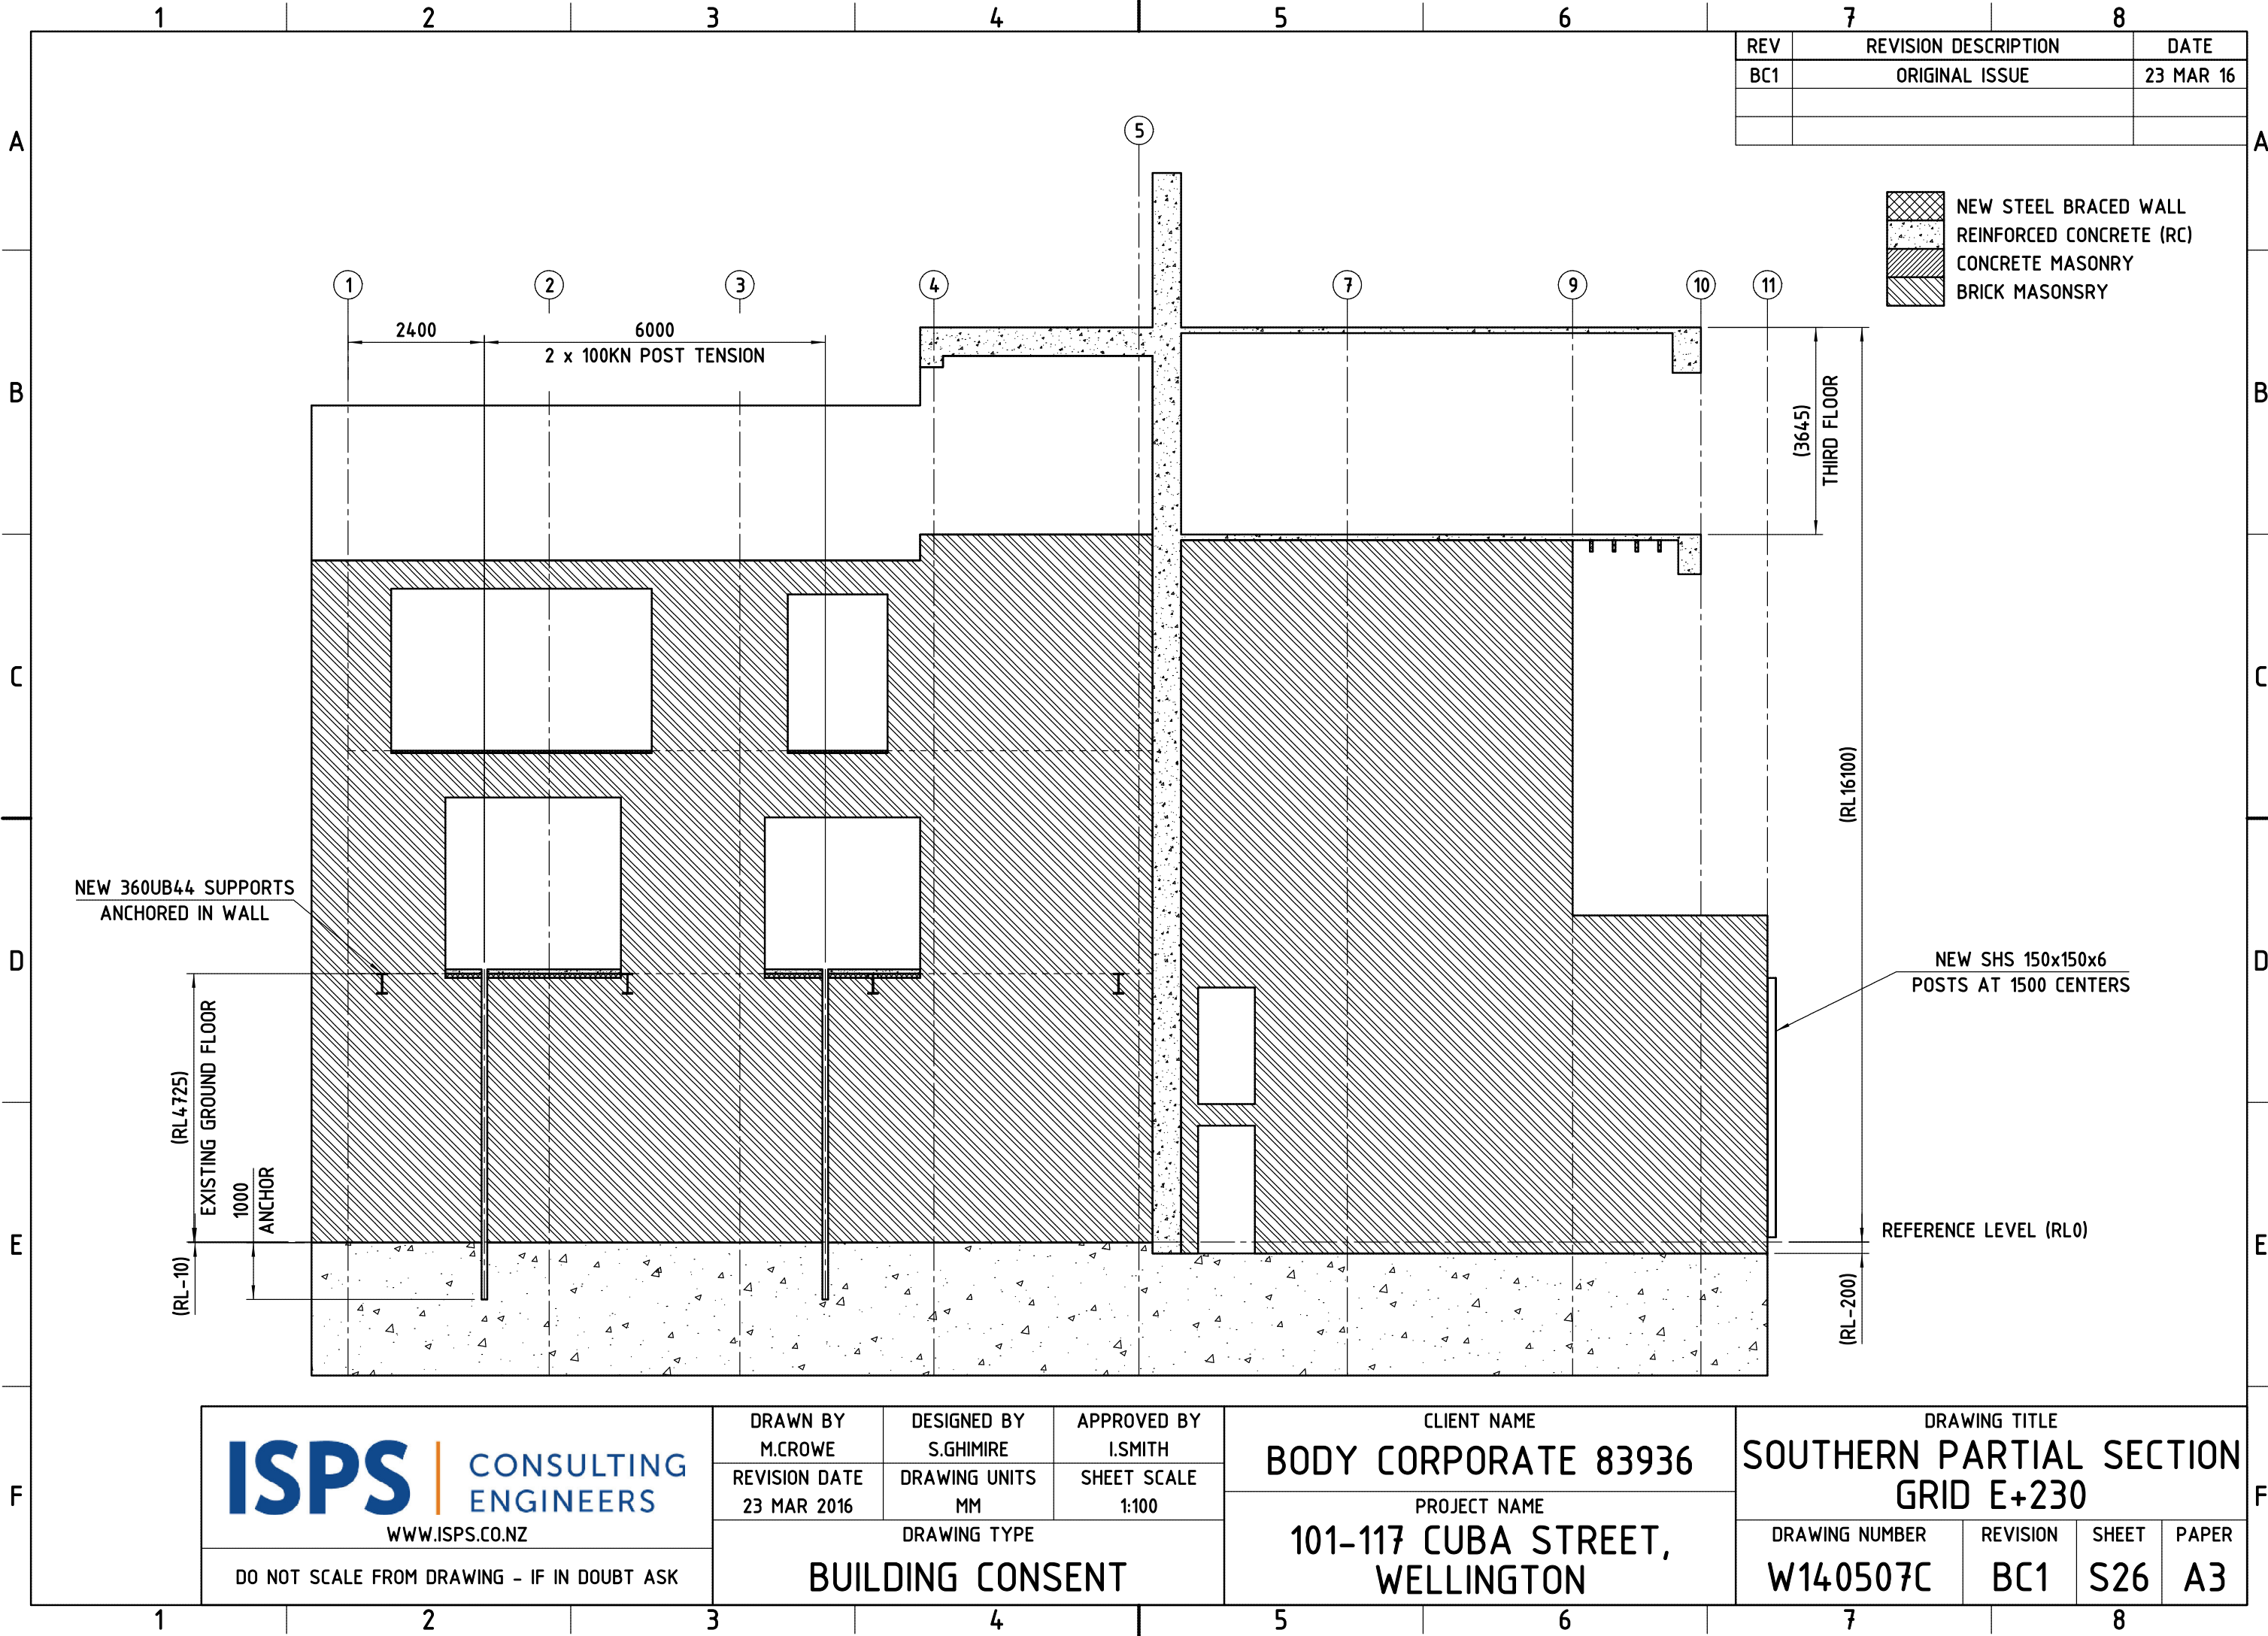 1 2 3 4 5 6 7 8
REV REVISION DESCRIPTION DATE
BC1 ORIGINAL ISSUE 23 MAR 16
A A
5
NEW STEEL BRACED WALL
REINFORCED CONCRETE (RC)
CONCRETE MASONRY
BRICK MASONSRY
1 2 3 4 7 9 10 11
2400 6000
2 x 100KN POST TENSION
B B
(3645)
THIRD FLOOR
C C
(RL16100)
NEW 360UB44 SUPPORTS
ANCHORED IN WALL
D D
NEW SHS 150x150x6
POSTS AT 1500 CENTERS
(RL4725)
EXISTING GROUND FLOOR
1000
ANCHOR
(RL-10)
E E
REFERENCE LEVEL (RL0)
(RL-200)
ISPS CONSULTING
ENGINEERS
WWW.ISPS.CO.NZ
DO NOT SCALE FROM DRAWING - IF IN DOUBT ASK
DRAWN BY DESIGNED BY APPROVED BY
M.CROWE S.GHIMIRE I.SMITH
REVISION DATE DRAWING UNITS SHEET SCALE
23 MAR 2016 MM 1:100
DRAWING TYPE
BUILDING CONSENT
CLIENT NAME
BODY CORPORATE 83936
PROJECT NAME
101-117 CUBA STREET,
WELLINGTON
DRAWING TITLE
SOUTHERN PARTIAL SECTION
GRID E+230
DRAWING NUMBER REVISION SHEET PAPER
W140507C BC1 S26 A3
F F
1 2 3 4 5 6 7 8